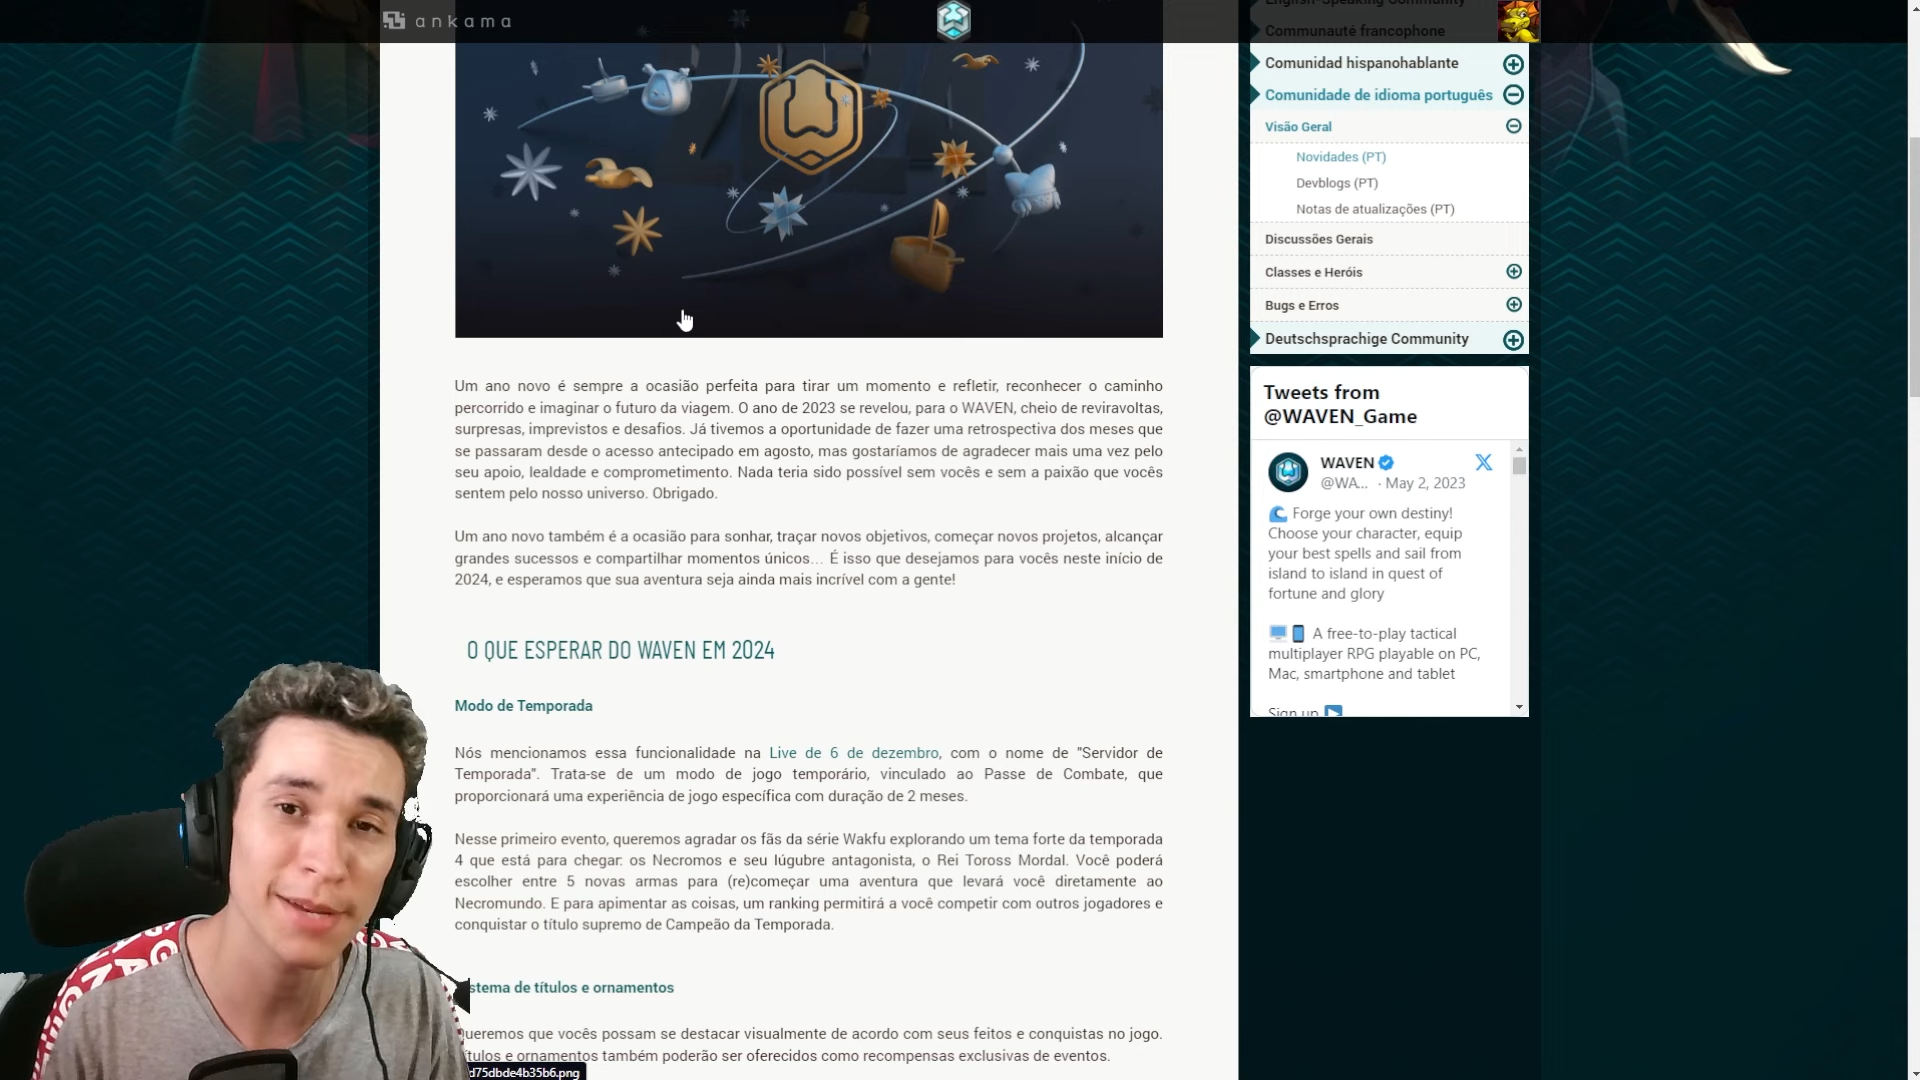 ankama
English-Speaking Community
Communauté francophone
Comunidad hispanohablante
Comunidade de idioma português
Visão Geral
Novidades (PT)
Devblogs (PT)
Notas de atualizações (PT)
Discussões Gerais
Classes e Heróis
Bugs e Erros
Deutschsprachige Community
Um ano novo é sempre a ocasião perfeita para tirar um momento e refletir, reconhecer o caminho
percorrido e imaginar o futuro da viagem. O ano de 2023 se revelou, para o WAVEN, cheio de reviravoltas,
surpresas, imprevistos e desafios. Já tivemos a oportunidade de fazer uma retrospectiva dos meses que
se passaram desde o acesso antecipado em agosto, mas gostaríamos de agradecer mais uma vez pelo
seu apoio, lealdade e comprometimento. Nada teria sido possível sem vocês e sem a paixão que vocês
sentem pelo nosso universo. Obrigado.
Um ano novo também é a ocasião para sonhar, traçar novos objetivos, começar novos projetos, alcançar
grandes sucessos e compartilhar momentos únicos... É isso que desejamos para vocês neste início de
2024, e esperamos que sua aventura seja ainda mais incrível com a gente!
O QUE ESPERAR DO WAVEN EM 2024
Modo de Temporada
Nós mencionamos essa funcionalidade na Live de 6 de dezembro, com o nome de "Servidor de
Temporada". Trata-se de um modo de jogo temporário, vinculado ao Passe de Combate, que
proporcionará uma experiência de jogo específica com duração de 2 meses.
Nesse primeiro evento, queremos agradar os fãs da série Wakfu explorando um tema forte da temporada
4 que está para chegar: os Necromos e seu lúgubre antagonista, o Rei Toross Mordal. Você poderá
escolher entre 5 novas armas para (re)começar uma aventura que levará você diretamente ao
Necromundo. E para apimentar as coisas, um ranking permitirá a você competir com outros jogadores e
conquistar o título supremo de Campeão da Temporada.
stema de títulos e ornamentos
ueremos que vocês possam se destacar visualmente de acordo com seus feitos e conquistas no jogo.
ítulos e ornamentos também poderão ser oferecidos como recompensas exclusivas de eventos.
d75dbde4b35b6.png
Tweets from
@WAVEN_Game
WAVEN
@WA... · May 2, 2023
Forge your own destiny!
Choose your character, equip
your best spells and sail from
island to island in quest of
fortune and glory
A free-to-play tactical
multiplayer RPG playable on PC,
Mac, smartphone and tablet
Sign up